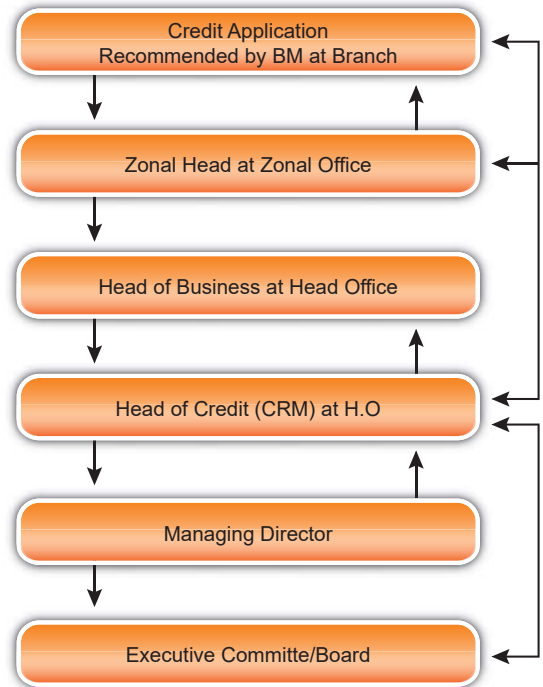 Credit Application
Recommended by BM at Branch
Zonal Head at Zonal Office
Head of Business at Head Office
Head of Credit (CRM) at H.O
Managing Director
Executive Committe/Board